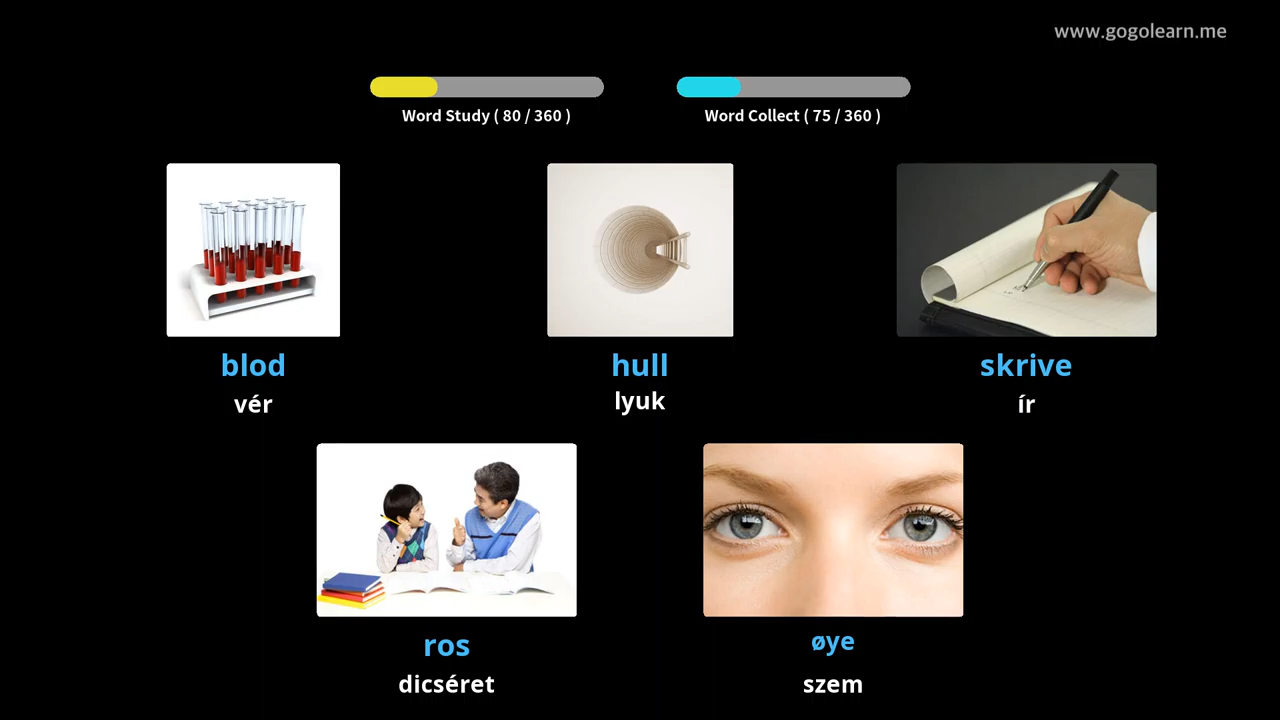 www.gogolearn.me
Word Study ( 80 / 360 )
Word Collect ( 75 / 360 )
blod
vér
hull
lyuk
skrive
ír
ros
dicséret
øye
szem